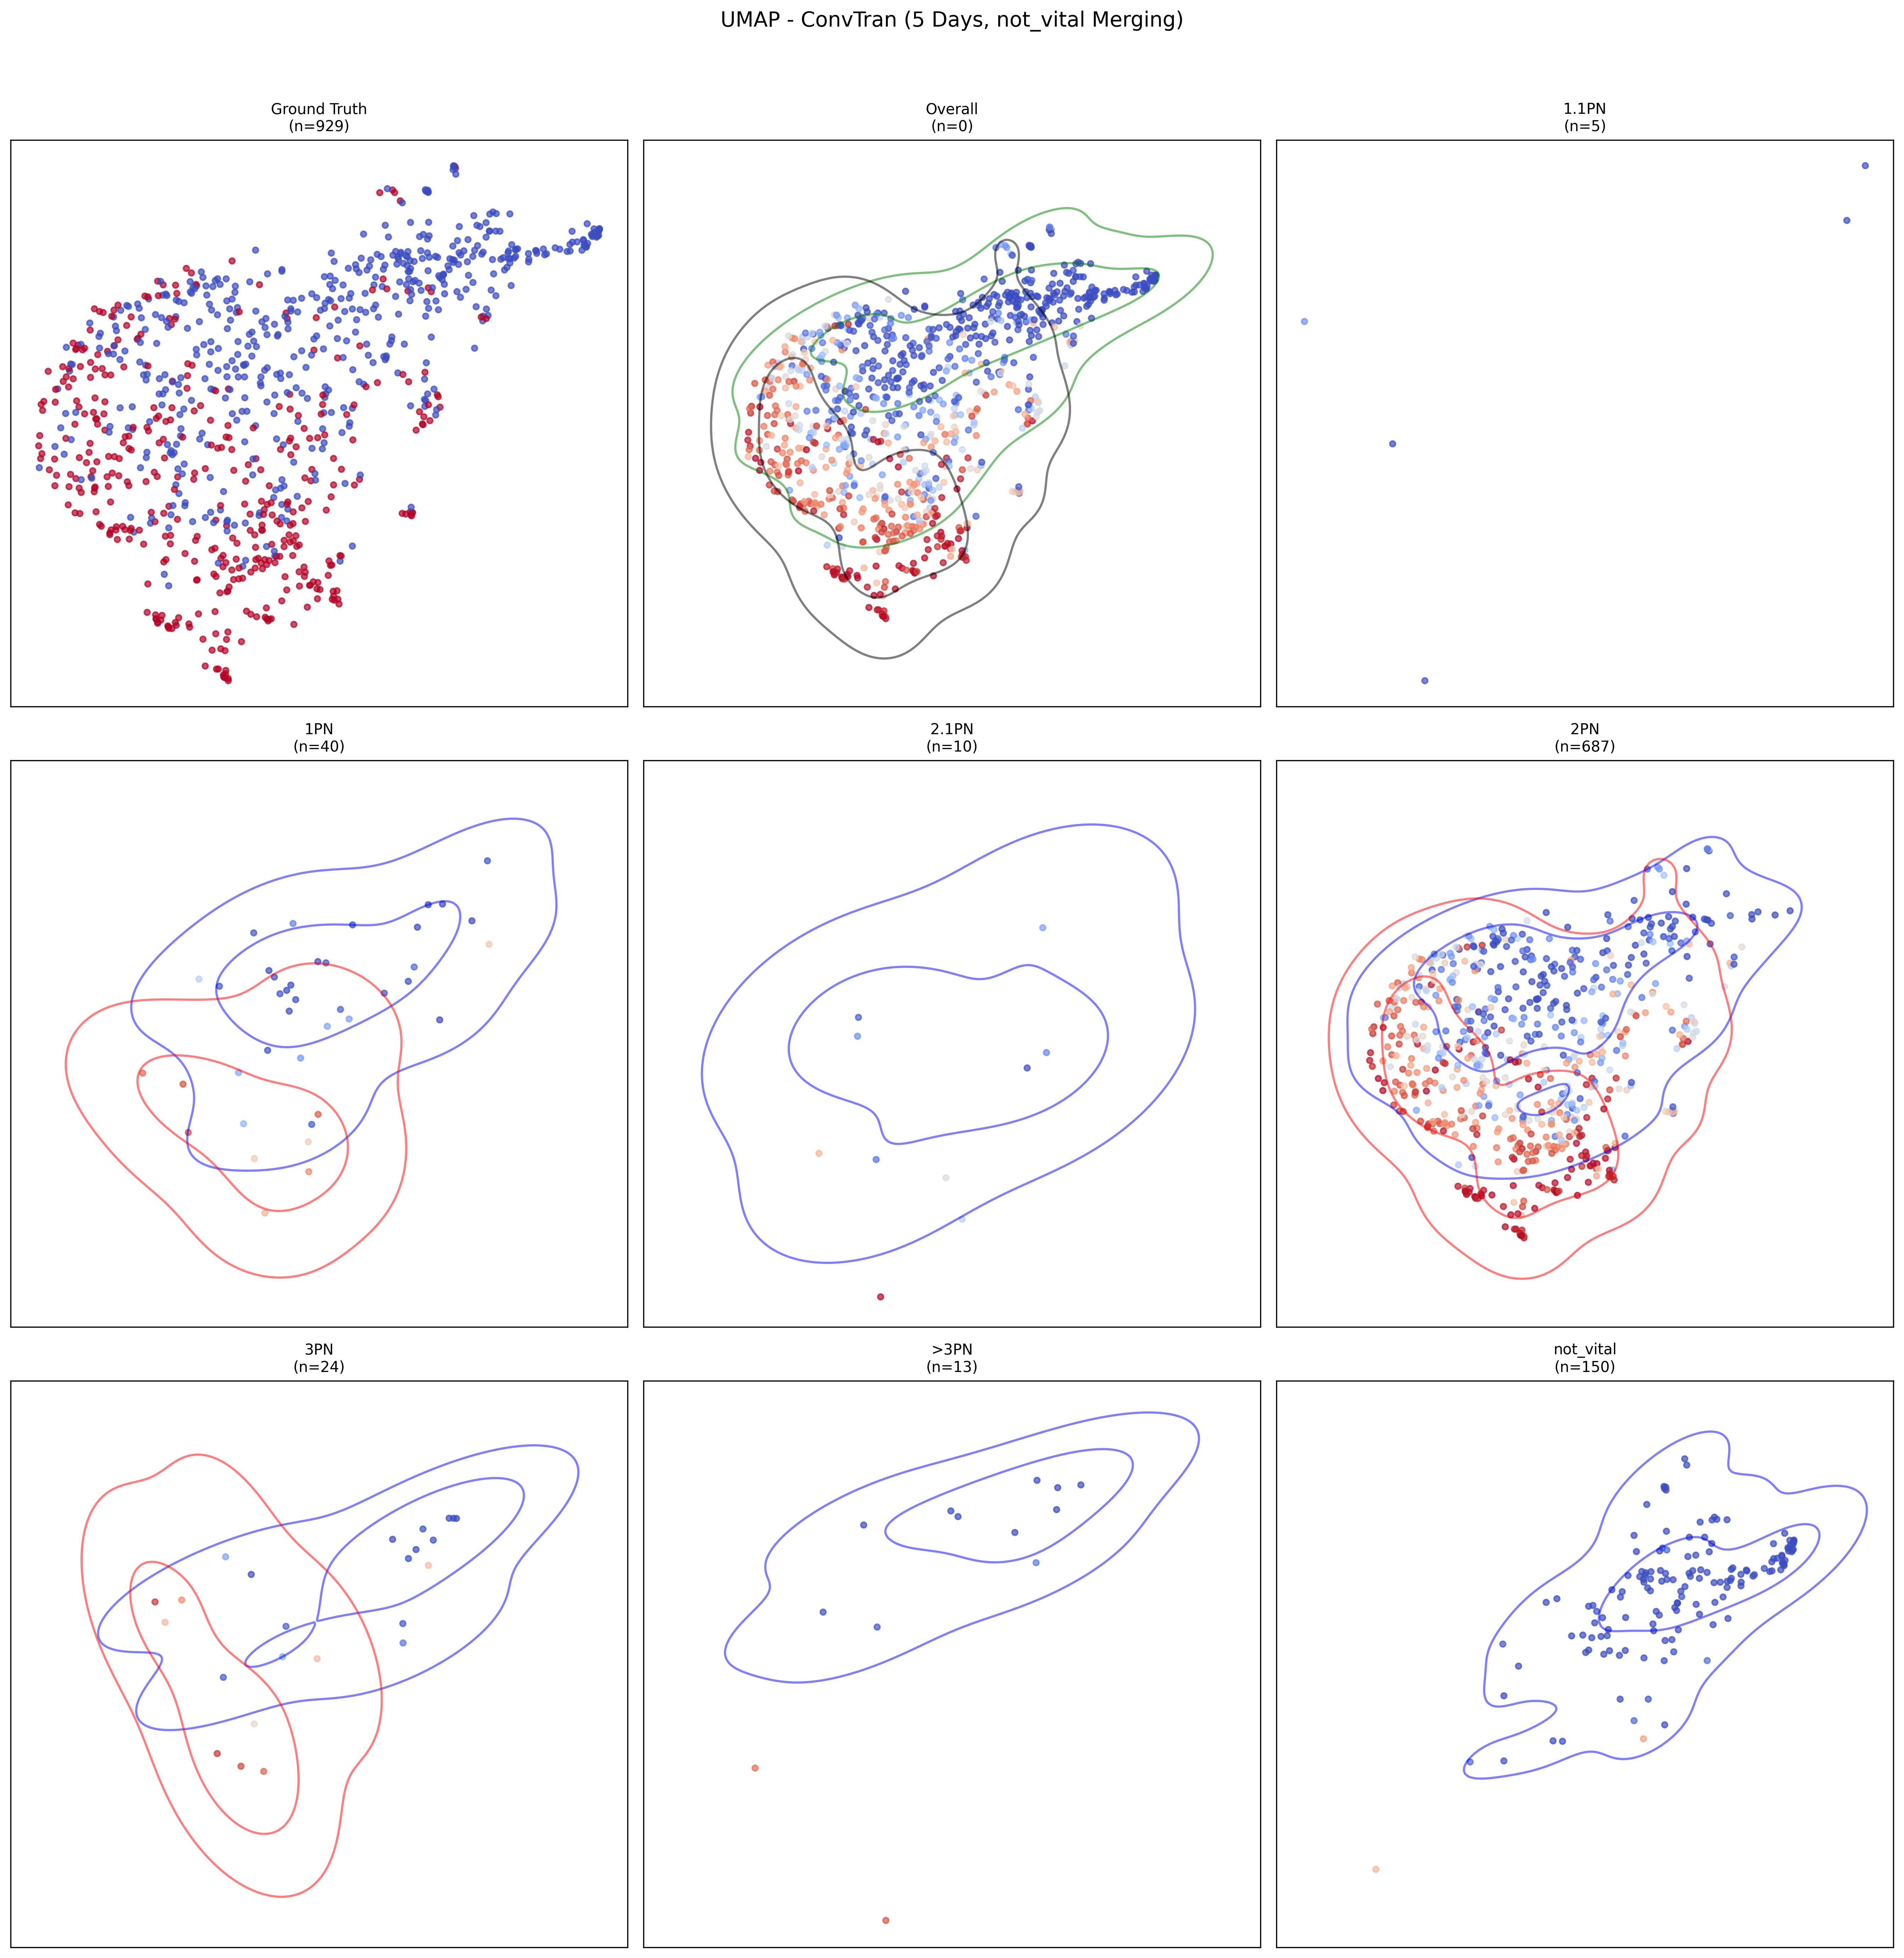 UMAP - ConvTran (5 Days, not_vital Merging)
Ground Truth
(n=929)
Overall
(n=0)
1.1PN
(n=5)
1PN
(n=40)
2.1PN
(n=10)
2PN
(n=687)
3PN
(n=24)
>3PN
(n=13)
not_vital
(n=150)